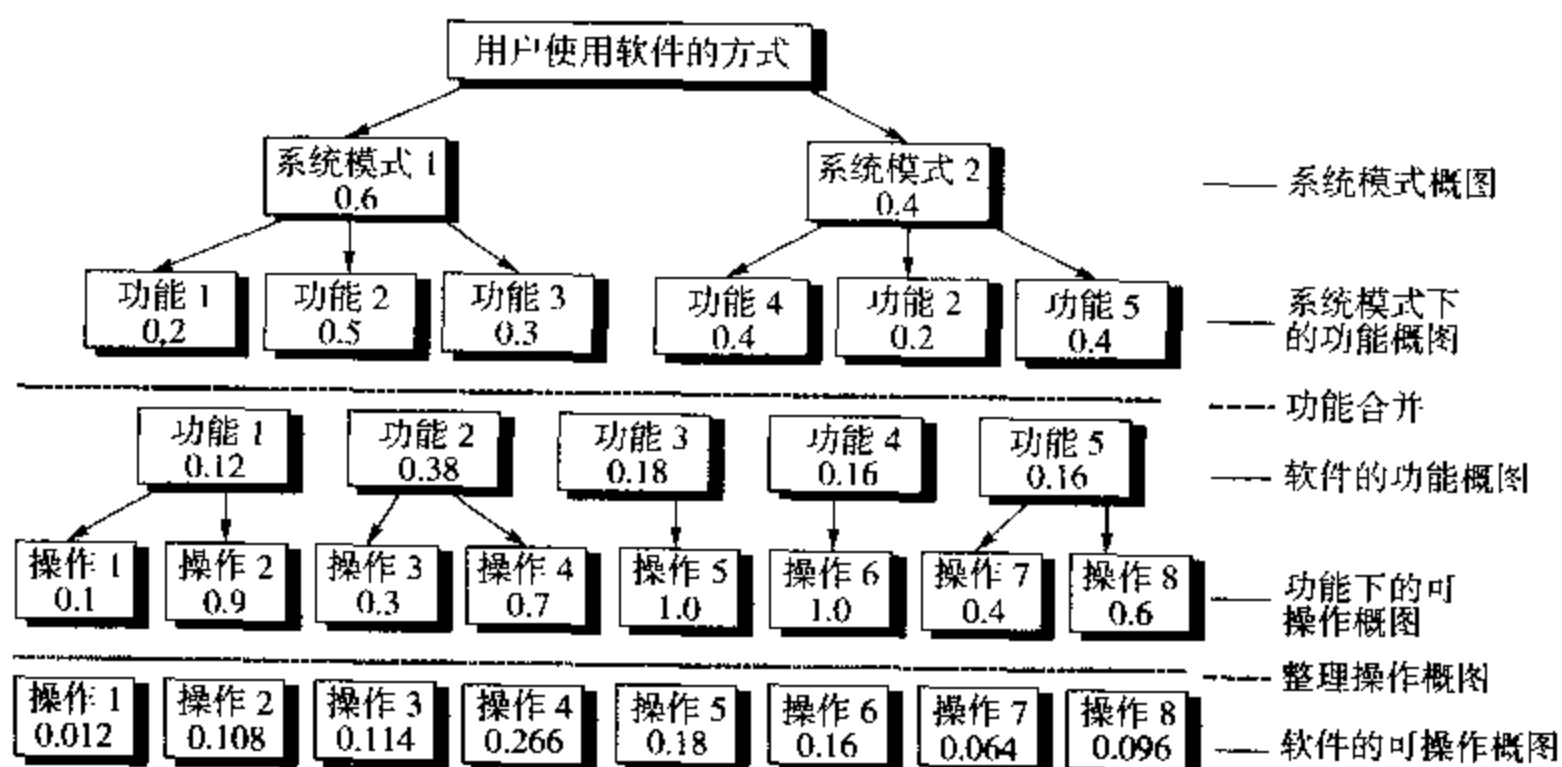 用户使用软件的方式
系统模式 1
0.6
系统模式 2
0.4
系统模式概图
功能 1
0.2
功能 2
0.5
功能 3
0.3
功能 4
0.4
功能 2
0.2
功能 5
0.4
系统模式下
的功能概图
功能合并
功能 1
0.12
功能 2
0.38
功能 3
0.18
功能 4
0.16
功能 5
0.16
软件的功能概图
操作 1
0.1
操作 2
0.9
操作 3
0.3
操作 4
0.7
操作 5
1.0
操作 6
1.0
操作 7
0.4
操作 8
0.6
功能下的可
操作概图
整理操作概图
操作 1
0.012
操作 2
0.108
操作 3
0.114
操作 4
0.266
操作 5
0.18
操作 6
0.16
操作 7
0.064
操作 8
0.096
软件的可操作概图